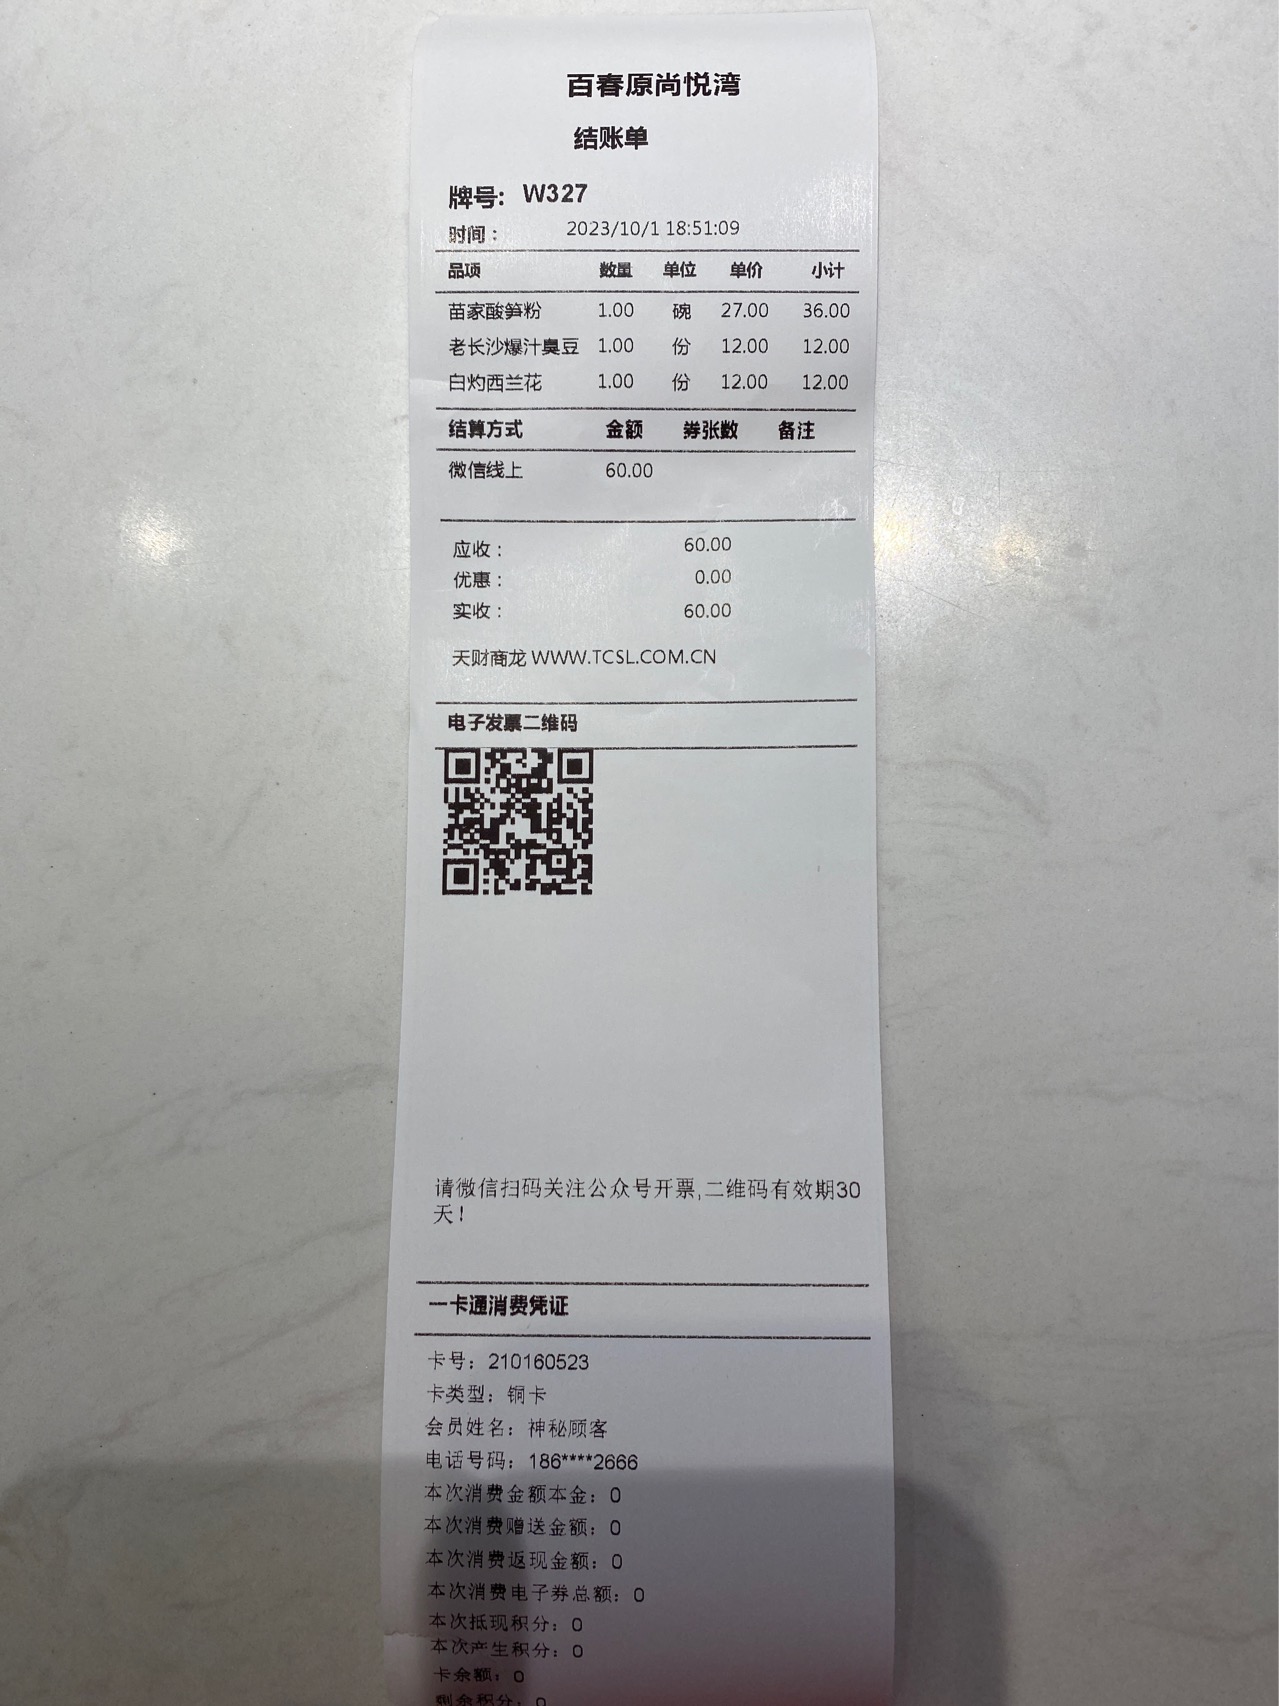 百春原尚悦湾
结账单
牌号: W327
时间： 2023/10/1 18:51:09
品项 数量 单位 单价 小计
苗家酸笋粉 1.00 碗 27.00 36.00
老长沙爆汁臭豆 1.00 份 12.00 12.00
白灼西兰花 1.00 份 12.00 12.00
结算方式 金额 券张数 备注
微信线上 60.00
应收： 60.00
优惠： 0.00
实收： 60.00
天财商龙 WWW.TCSL.COM.CN
电子发票二维码
请微信扫码关注公众号开票,二维码有效期30
天!
一卡通消费凭证
卡号：210160523
卡类型：铜卡
会员姓名：神秘顾客
电话号码：186****2666
本次消费金额本金：0
本次消费赠送金额：0
本次消费返现金额：0
本次消费电子券总额：0
本次抵现积分：0
本次产生积分：0
卡余额：0
剩余积分：0